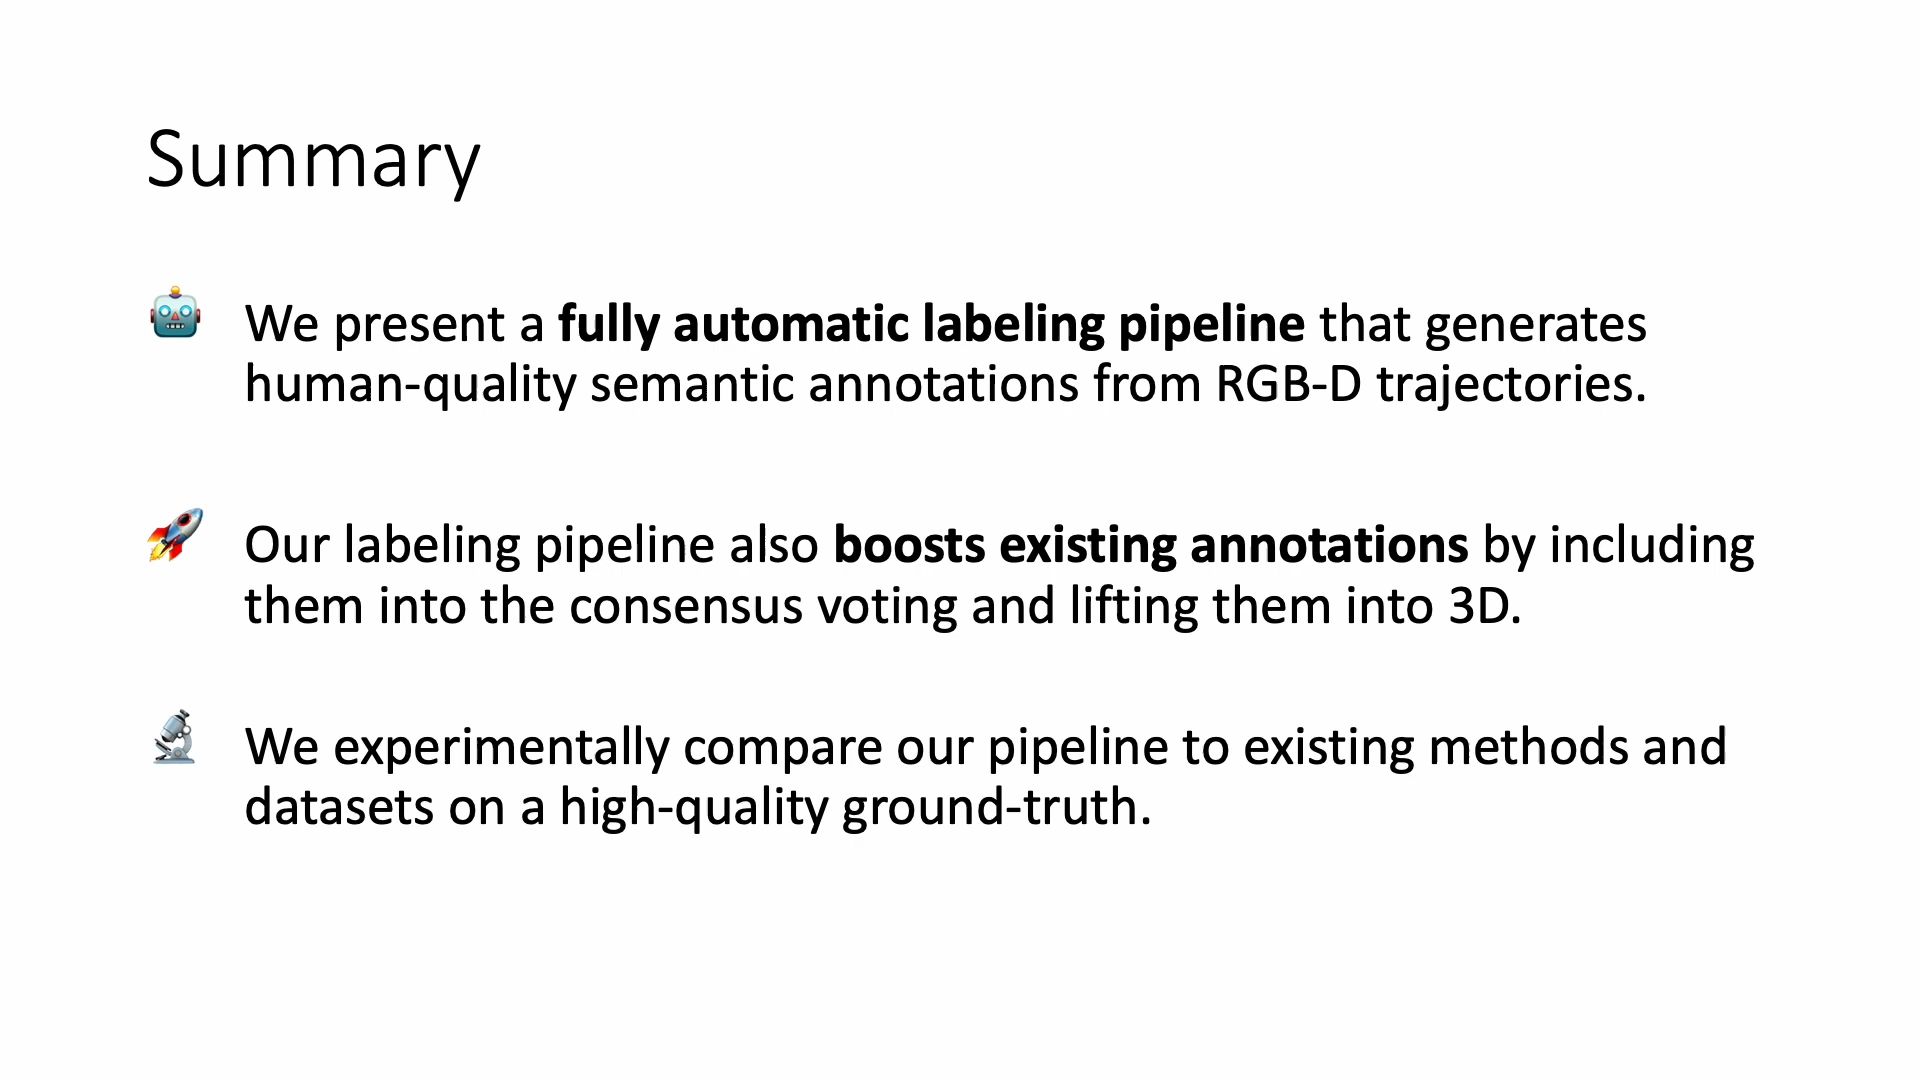 Summary
We present a fully automatic labeling pipeline that generates
human-quality semantic annotations from RGB-D trajectories.
Our labeling pipeline also boosts existing annotations by including
them into the consensus voting and lifting them into 3D.
We experimentally compare our pipeline to existing methods and
datasets on a high-quality ground-truth.